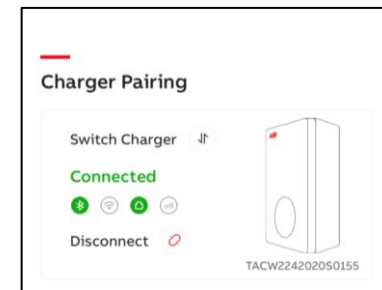 Charger Pairing
Switch Charger
Connected
Disconnect
TACW2242020S0155